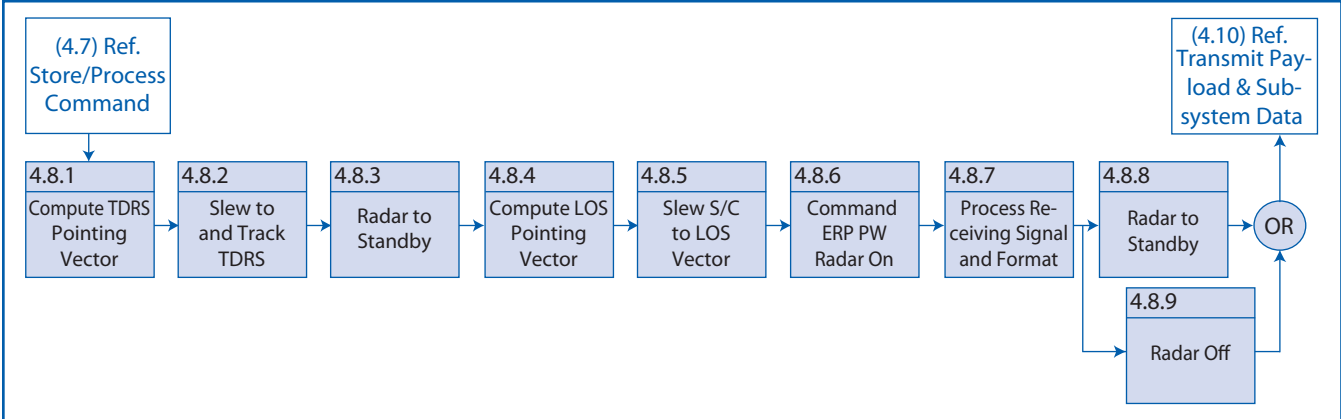 (4.7) Ref.
Store/Process
Command
(4.10) Ref.
Transmit Pay-
load & Sub-
system Data
4.8.1
Compute TDRS
Pointing
Vector
4.8.2
Slew to
and Track
TDRS
4.8.3
Radar to
Standby
4.8.4
Compute LOS
Pointing
Vector
4.8.5
Slew S/C
to LOS
Vector
4.8.6
Command
ERP PW
Radar On
4.8.7
Process Re-
ceiving Signal
and Format
4.8.8
Radar to
Standby
OR
4.8.9
Radar Off